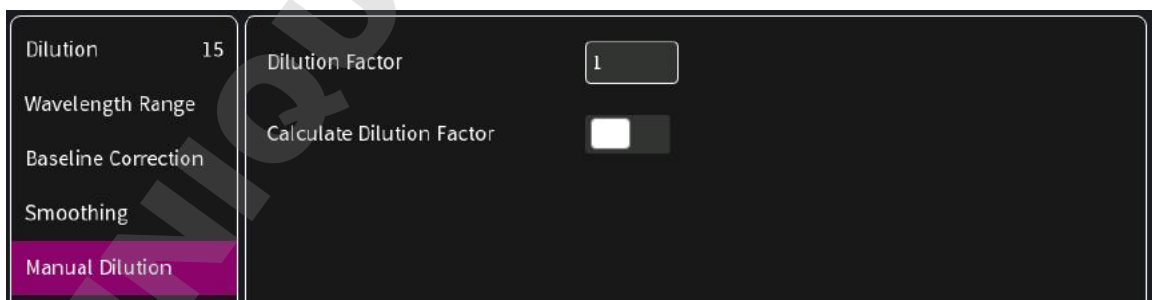 Dilution 15
Wavelength Range
Baseline Correction
Smoothing
Manual Dilution
Dilution Factor 1
Calculate Dilution Factor